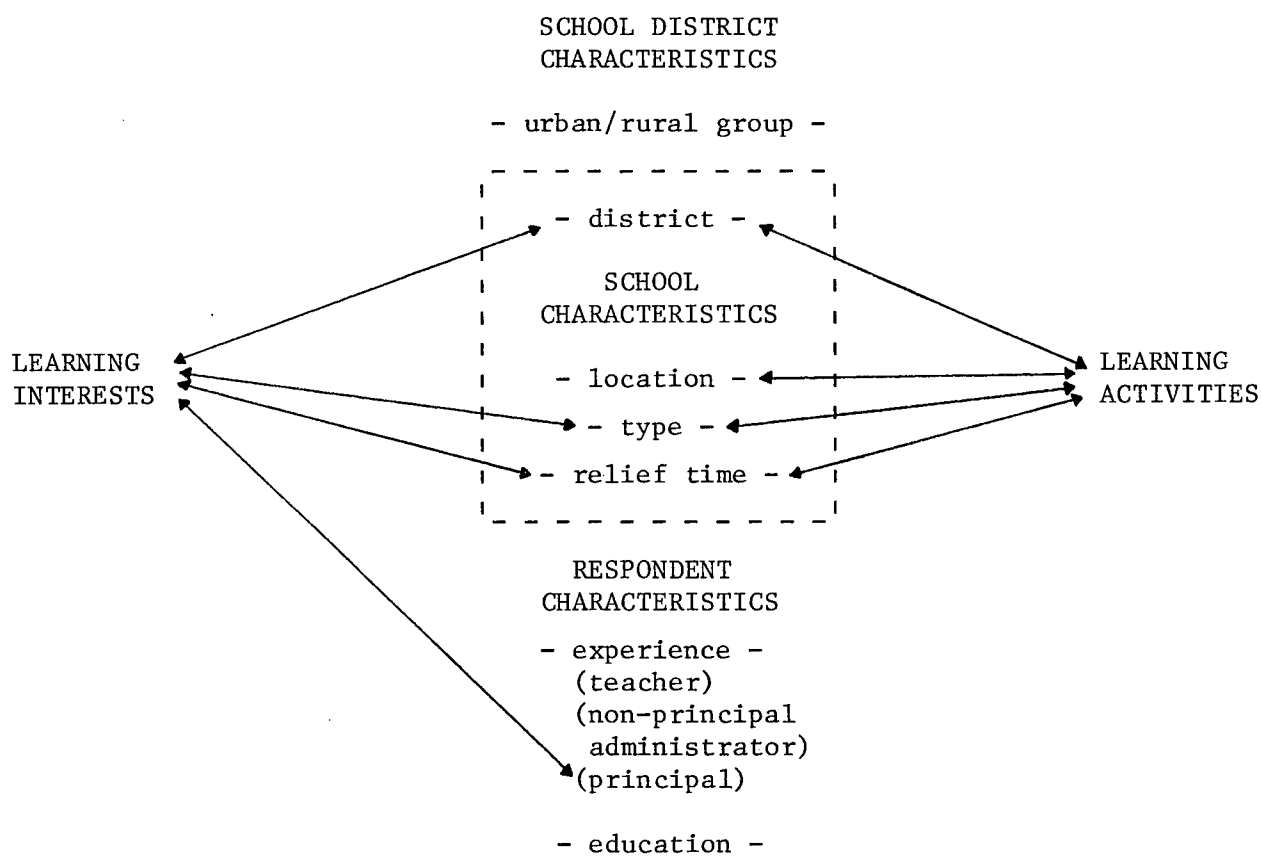 SCHOOL DISTRICT
CHARACTERISTICS
- urban/rural group -
- district -
SCHOOL
CHARACTERISTICS
LEARNING
INTERESTS
- location -
- type -
- relief time -
LEARNING
ACTIVITIES
RESPONDENT
CHARACTERISTICS
- experience -
(teacher)
(non-principal
administrator)
(principal)
- education -